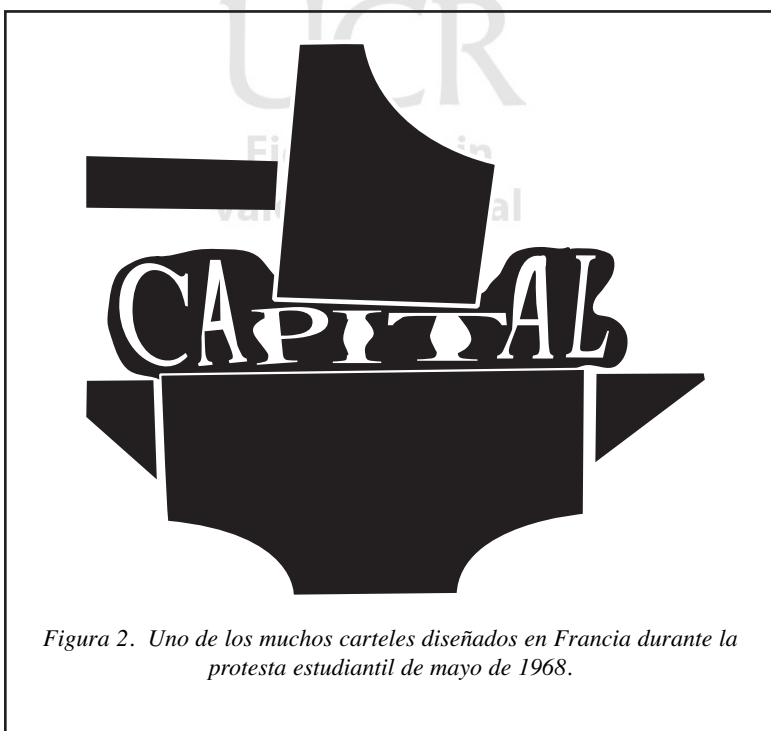 UCR
CAPITAL
Figura 2. Uno de los muchos carteles diseñados en Francia durante la
protesta estudiantil de mayo de 1968.